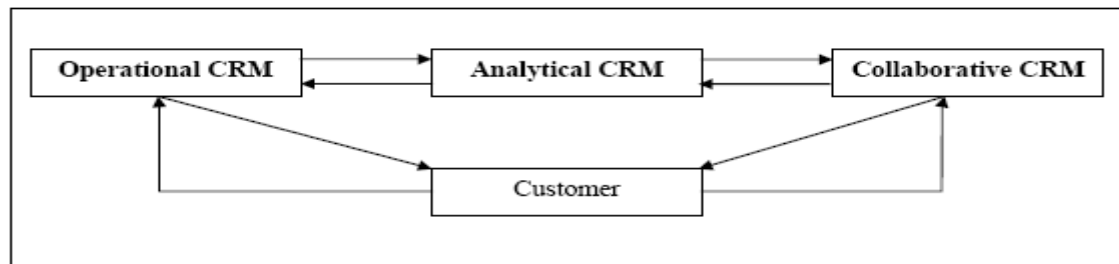 Operational CRM
Analytical CRM
Collaborative CRM
Customer